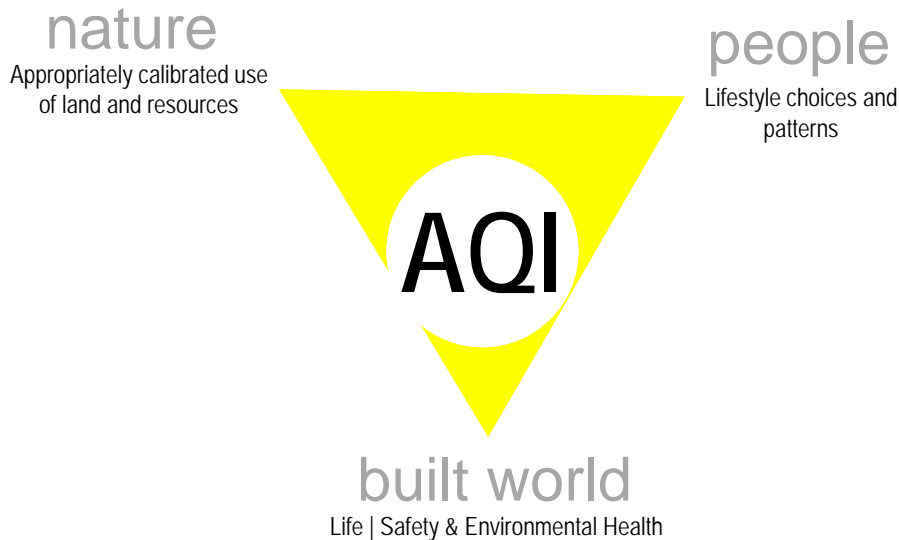 nature
Appropriately calibrated use
of land and resources
people
Lifestyle choices and
patterns
AQI
built world
Life | Safety & Environmental Health